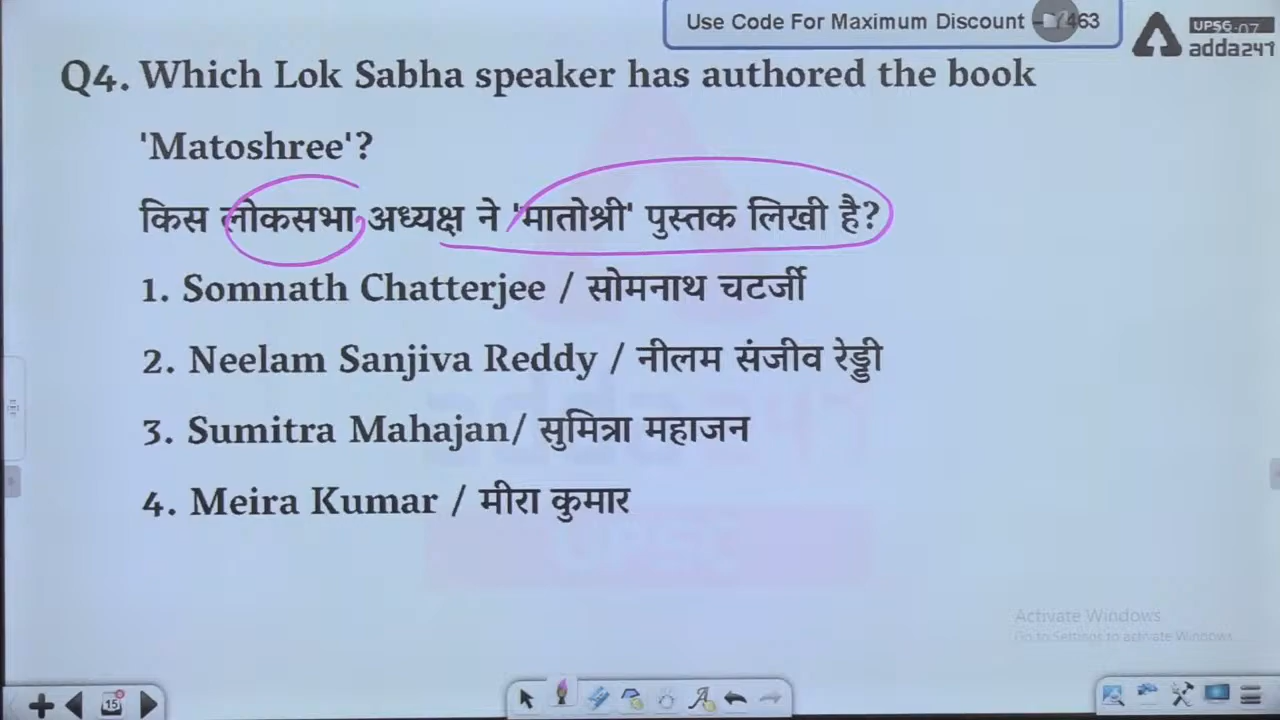 Use Code For Maximum Discount
UPSC
adda247
Q4. Which Lok Sabha speaker has authored the book
'Matoshree'?
किस लोकसभा अध्यक्ष ने 'मातोश्री' पुस्तक लिखी है?
1. Somnath Chatterjee / सोमनाथ चटर्जी
2. Neelam Sanjiva Reddy / नीलम संजीव रेड्डी
3. Sumitra Mahajan/ सुमित्रा महाजन
4. Meira Kumar / मीरा कुमार
Activate Windows
Go to Settings to activate Windows.
15